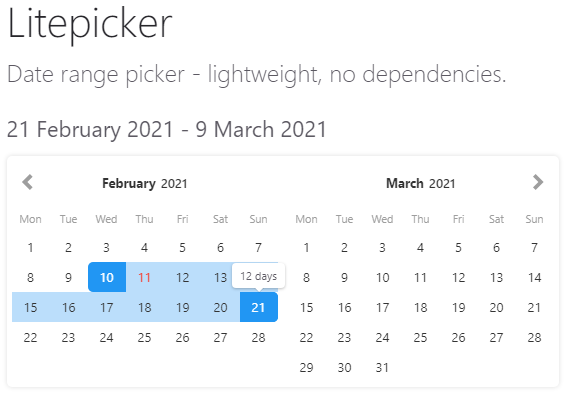 Litepicker
Date range picker - lightweight, no dependencies.
21 February 2021 - 9 March 2021
February 2021
Mon Tue Wed Thu Fri Sat Sun
1 2 3 4 5 6 7
8 9 10 11 12 13 12 days
15 16 17 18 19 20 21
22 23 24 25 26 27 28
March 2021
Mon Tue Wed Thu Fri Sat Sun
1 2 3 4 5 6 7
8 9 10 11 12 13 14
15 16 17 18 19 20 21
22 23 24 25 26 27 28
29 30 31